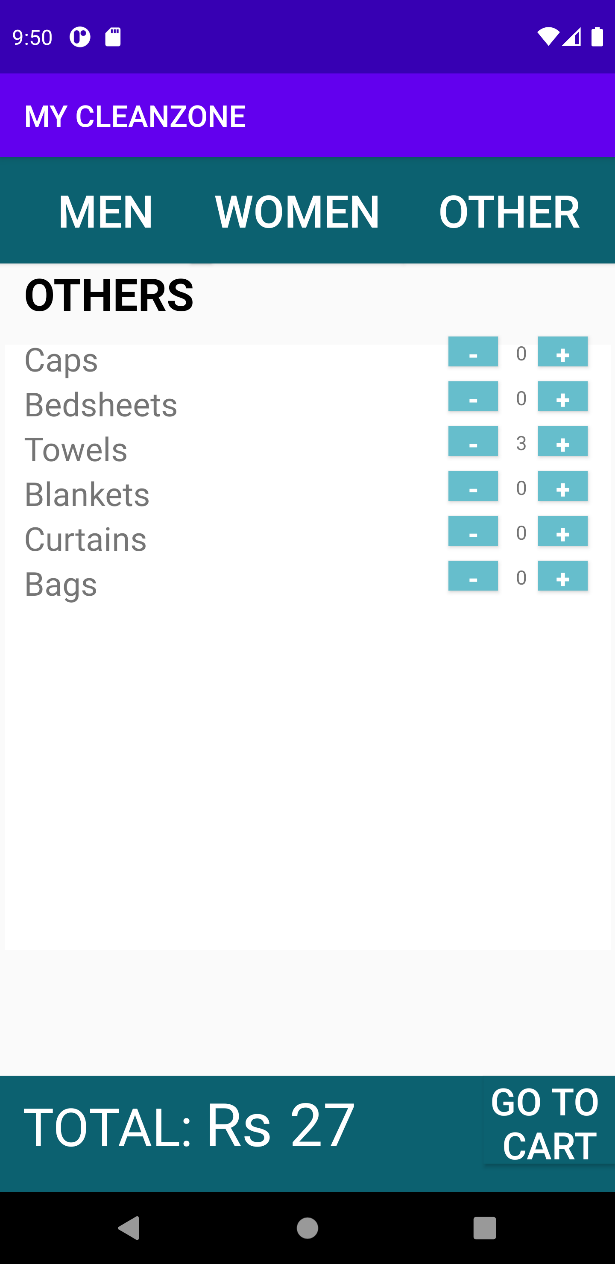 9:50
MY CLEANZONE
MEN WOMEN OTHER
OTHERS
Caps - 0 +
Bedsheets - 0 +
Towels - 3 +
Blankets - 0 +
Curtains - 0 +
Bags - 0 +
TOTAL: Rs 27
GO TO
CART